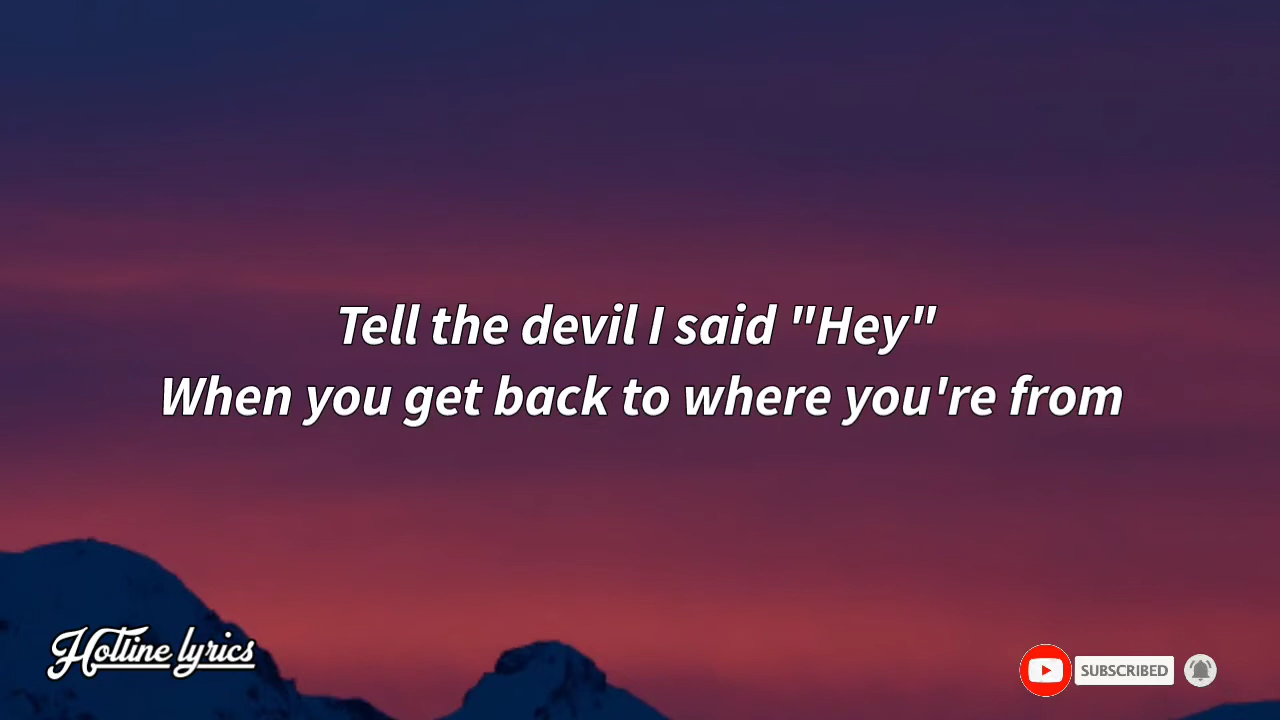 Tell the devil I said "Hey"
When you get back to where you're from
Hotline lyrics
SUBSCRIBED